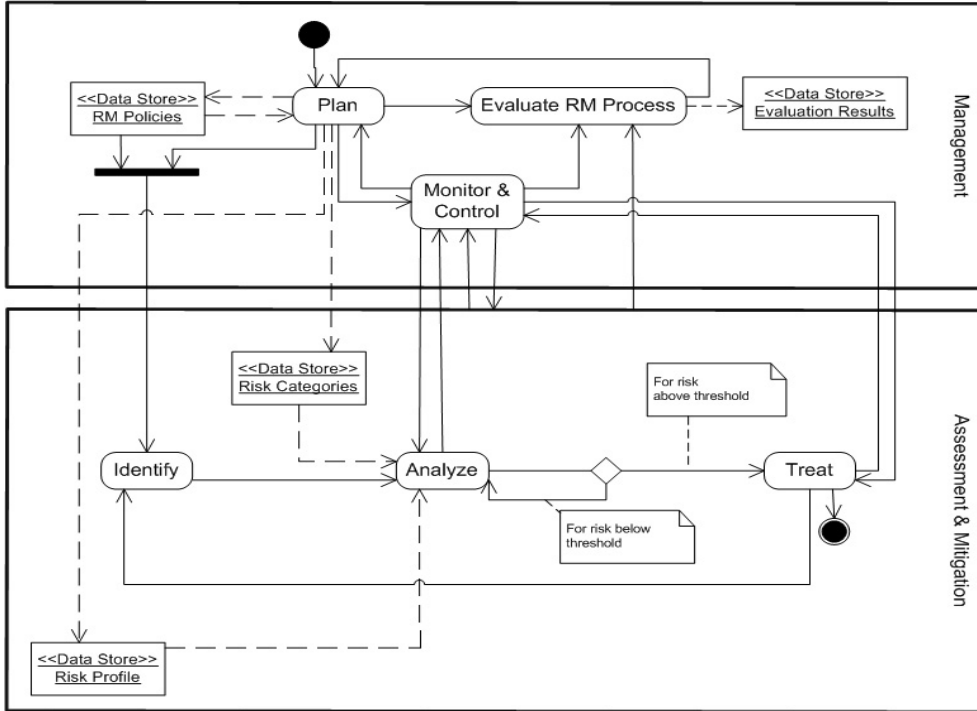 <<Data Store>>
RM Policies
Plan
Evaluate RM Process
<<Data Store>>
Evaluation Results
Management
Monitor &
Control
<<Data Store>>
Risk Categories
For risk
above threshold
Identify
Analyze
Treat
For risk below
threshold
Assessment & Mitigation
<<Data Store>>
Risk Profile